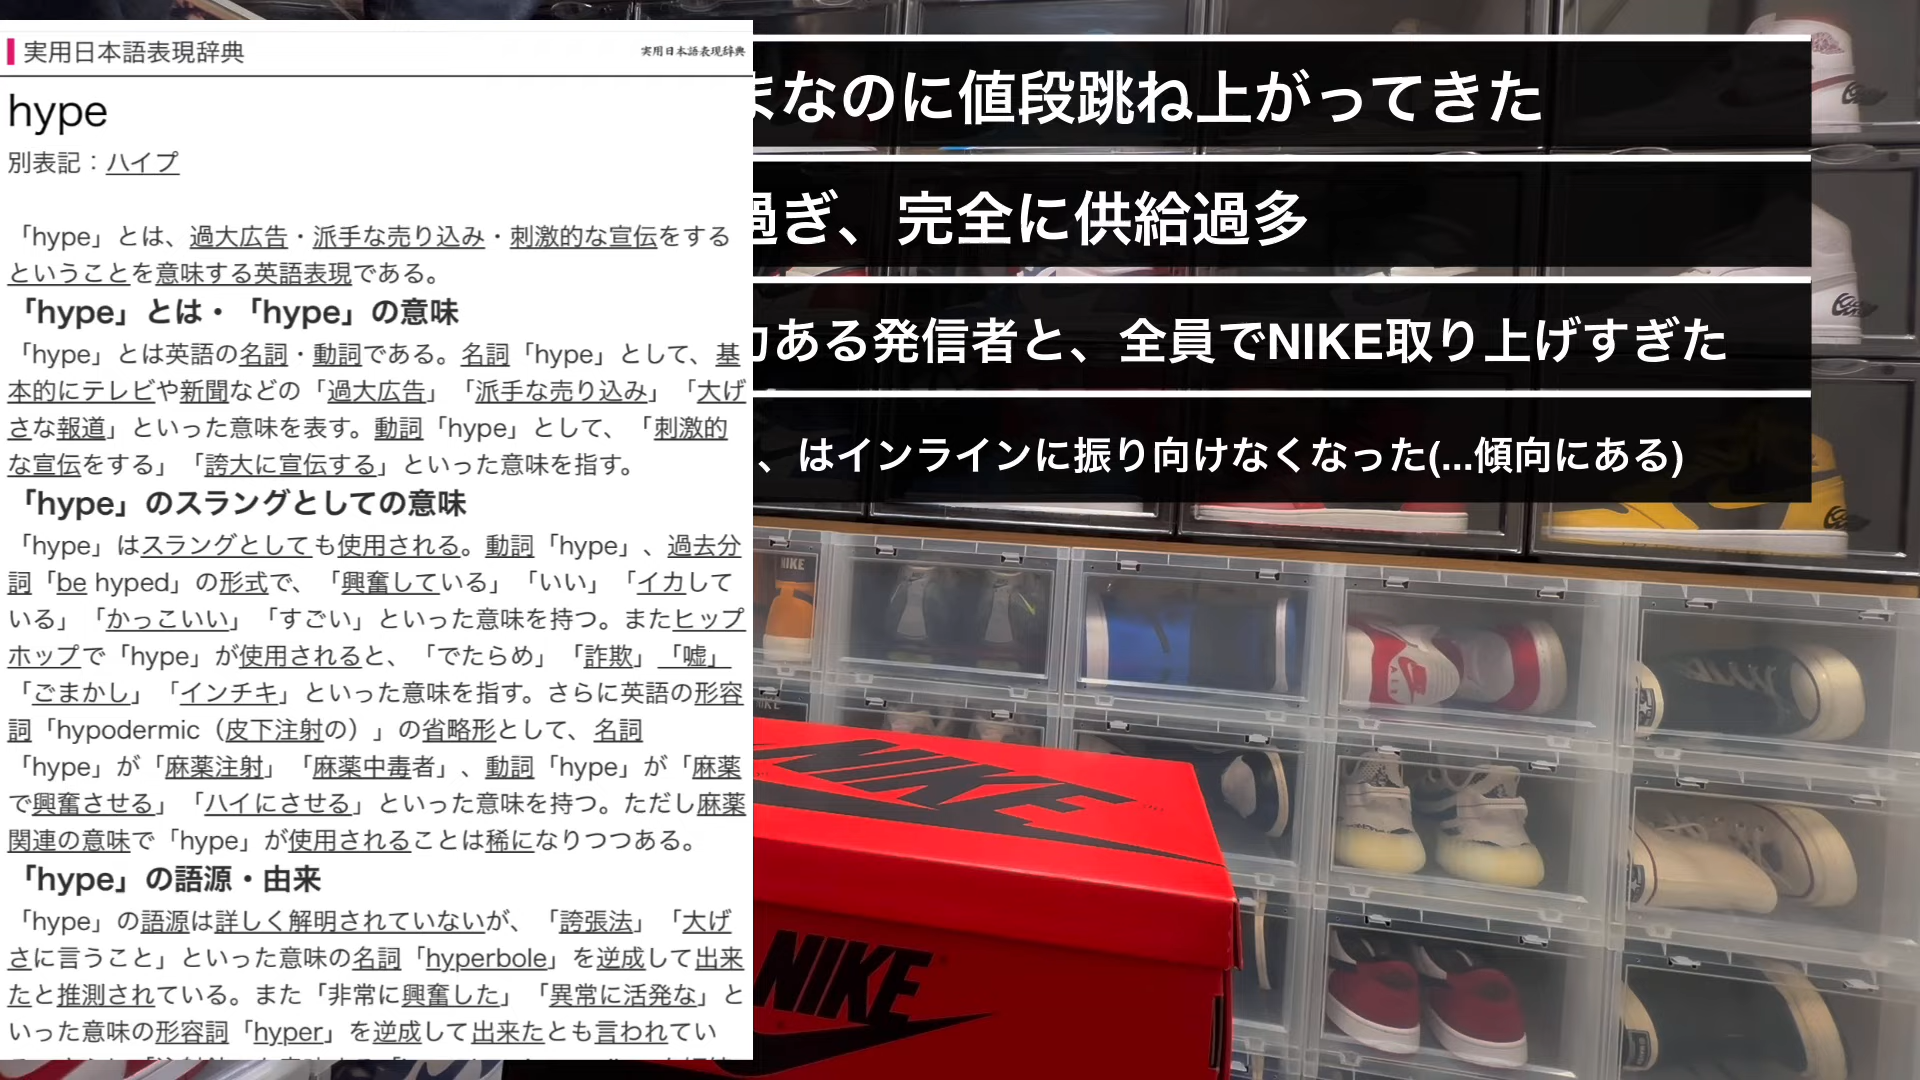 実用日本語表現辞典
実用日本語表現辞典
hype
別表記：ハイプ
「hype」とは、過大広告・派手な売り込み・刺激的な宣伝をする
ということを意味する英語表現である。
「hype」とは・「hype」の意味
「hype」とは英語の名詞・動詞である。名詞「hype」として、基
本的にテレビや新聞などの「過大広告」「派手な売り込み」「大げ
さな報道」といった意味を表す。動詞「hype」として、「刺激的
な宣伝をする」「誇大に宣伝する」といった意味を指す。
「hype」のスラングとしての意味
「hype」はスラングとしても使用される。動詞「hype」、過去分
詞「be hyped」の形式で、「興奮している」「いい」「イカして
いる」「かっこいい」「すごい」といった意味を持つ。またヒップ
ホップで「hype」が使用されると、「でたらめ」「詐欺」「嘘」
「ごまかし」「インチキ」といった意味を指す。さらに英語の形容
詞「hypodermic（皮下注射の）」の省略形として、名詞
「hype」が「麻薬注射」「麻薬中毒者」、動詞「hype」が「麻薬
で興奮させる」「ハイにさせる」といった意味を持つ。ただし麻薬
関連の意味で「hype」が使用されることは稀になりつつある。
「hype」の語源・由来
「hype」の語源は詳しく解明されていないが、「誇張法」「大げ
さに言うこと」といった意味の名詞「hyperbole」を逆成して出来
たと推測されている。また「非常に興奮した」「異常に活発な」と
いった意味の形容詞「hyper」を逆成して出来たとも言われてい
まなのに値段跳ね上がってきた
過ぎ、完全に供給過多
力ある発信者と、全員でNIKE取り上げすぎた
、はインラインに振り向けなくなった(...傾向にある)
NIKE
AIR
NIKE
NIKE
NIKE